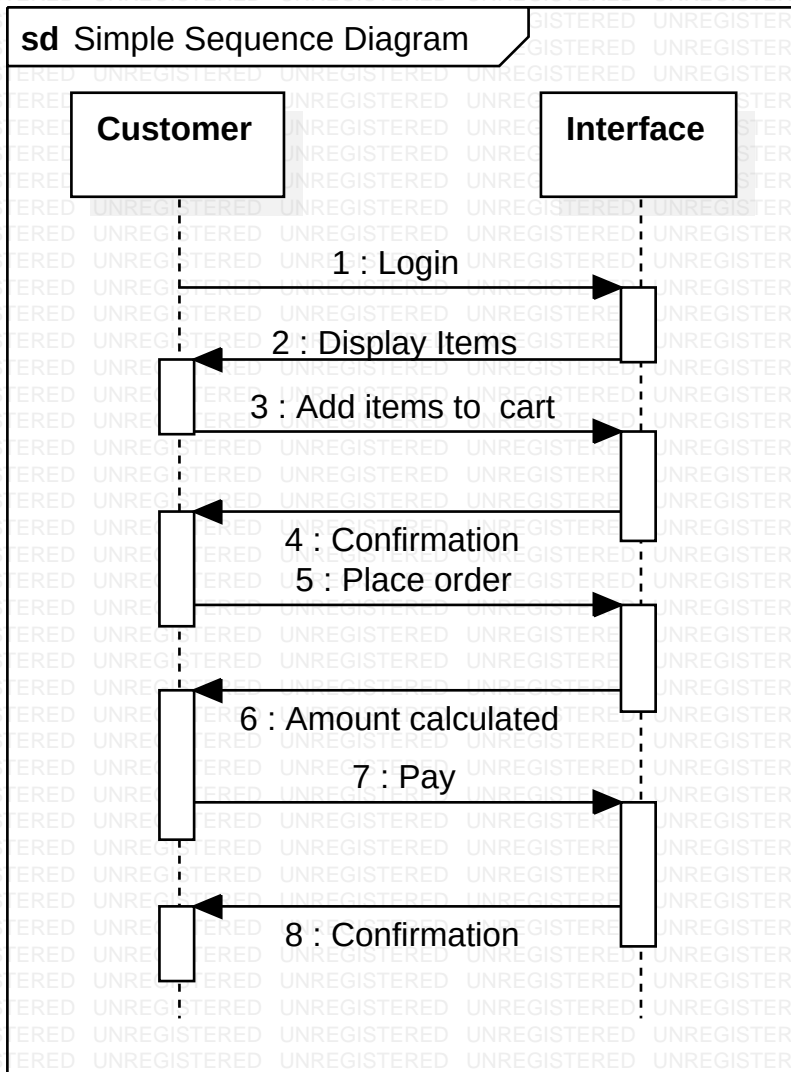 sd Simple Sequence Diagram
Customer
Interface
1 : Login
2 : Display Items
3 : Add items to  cart
4 : Confirmation
5 : Place order
6 : Amount calculated
7 : Pay
8 : Confirmation
UNREGISTERED